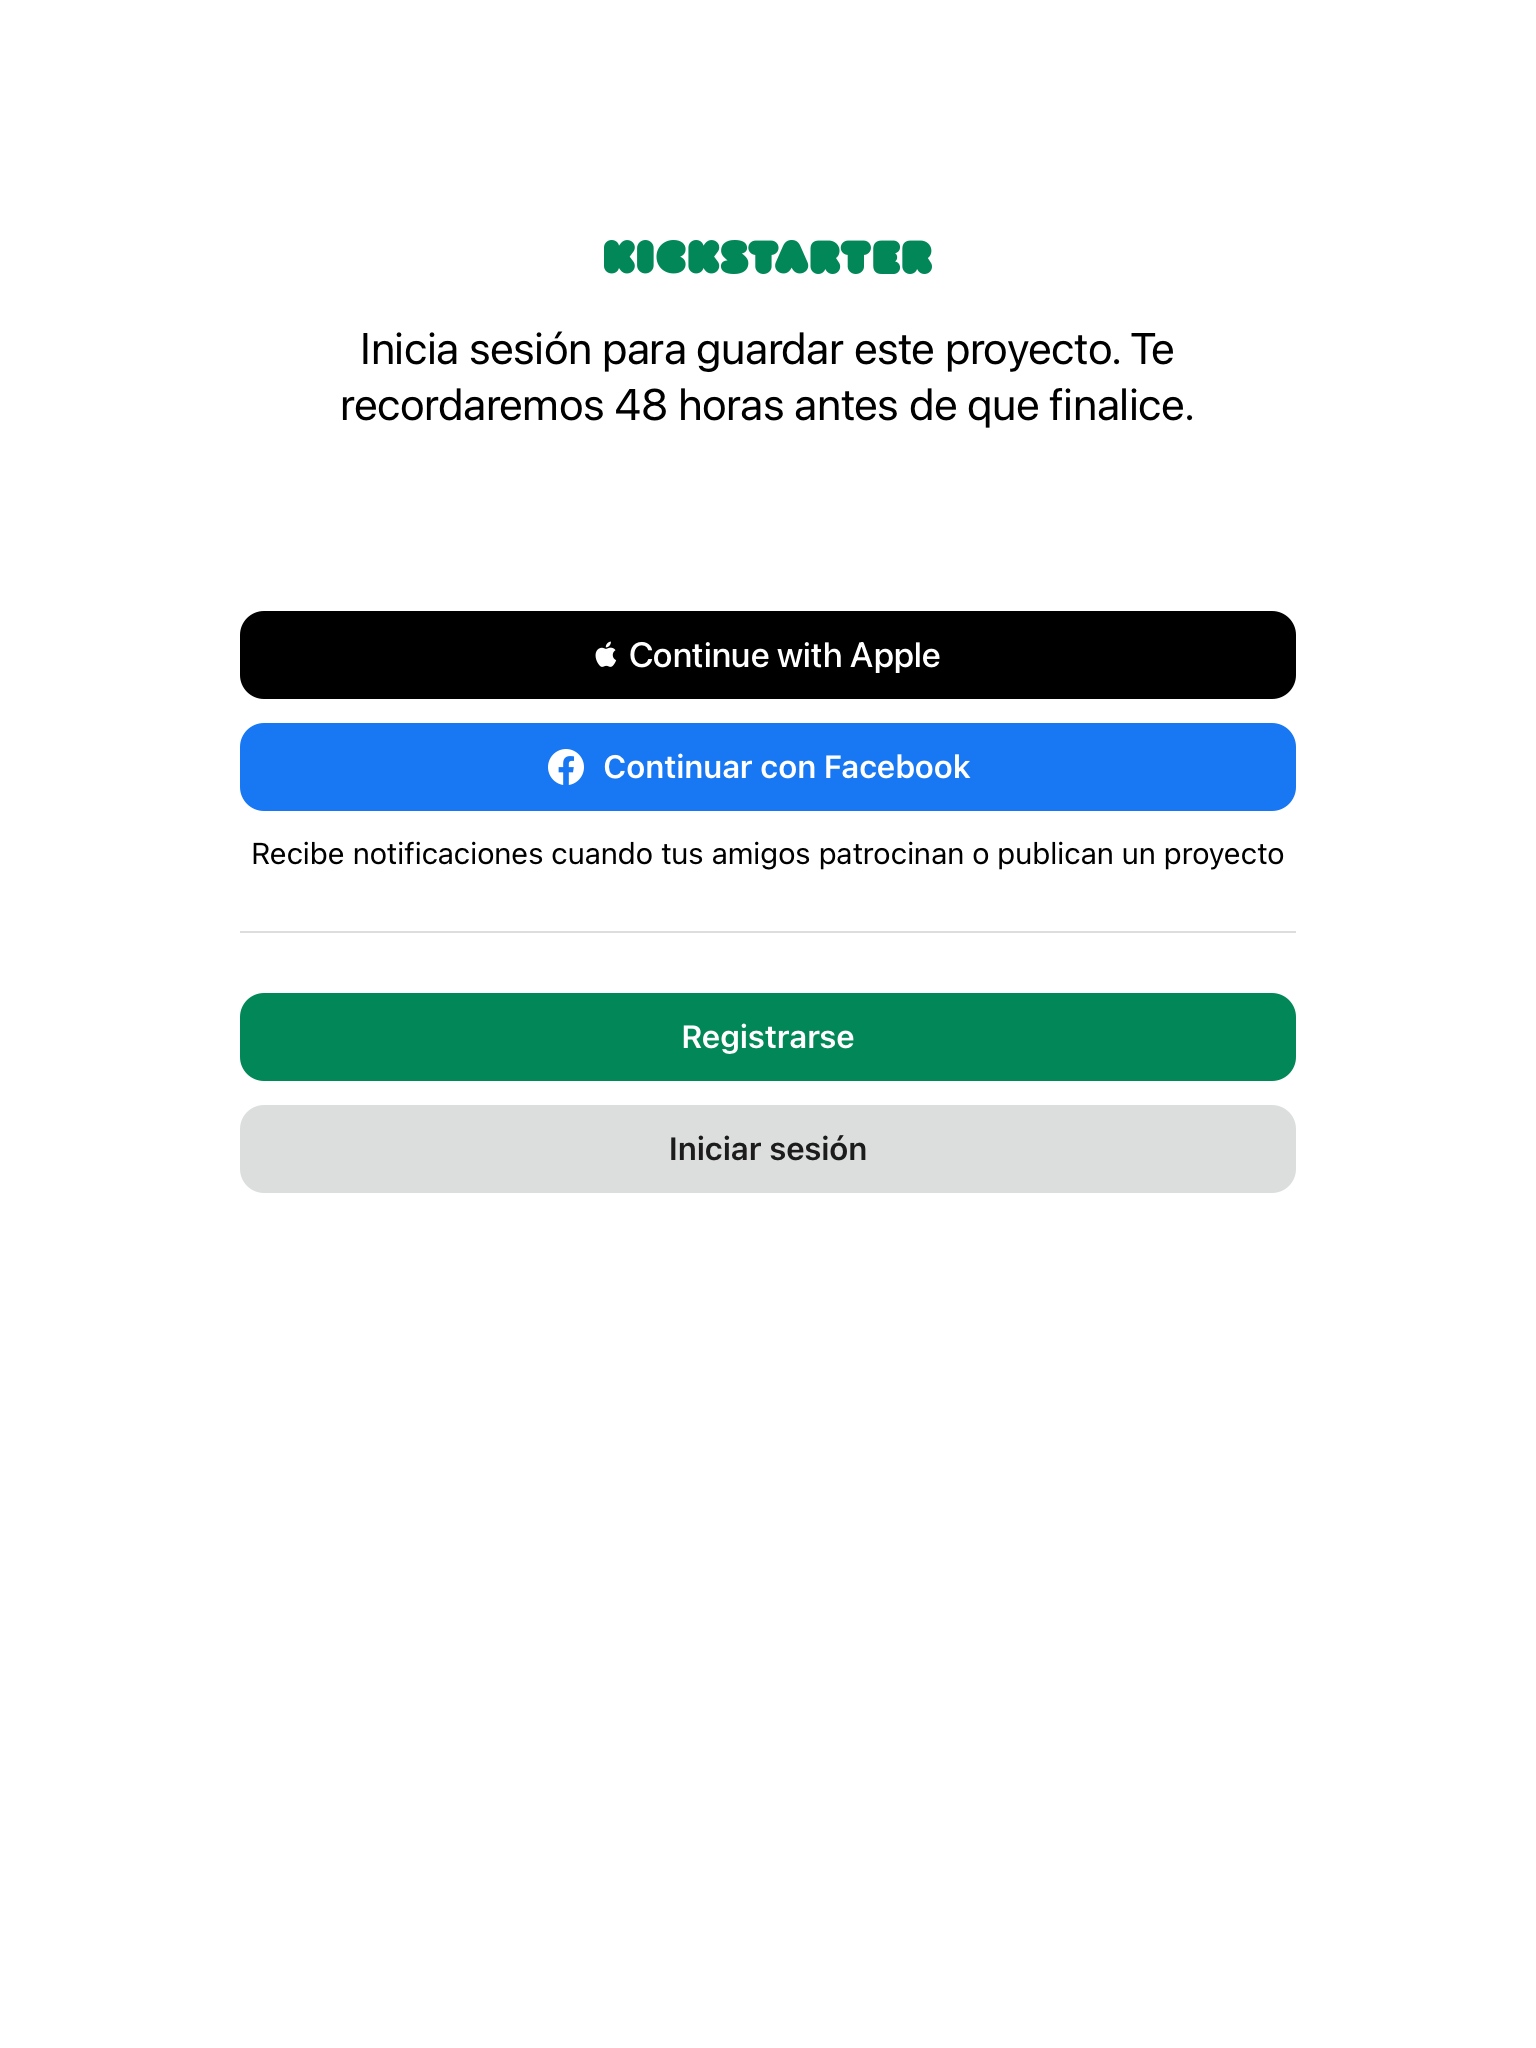 KICKSTARTER
Inicia sesión para guardar este proyecto. Te
recordaremos 48 horas antes de que finalice.
Continue with Apple
Continuar con Facebook
Recibe notificaciones cuando tus amigos patrocinan o publican un proyecto
Registrarse
Iniciar sesión